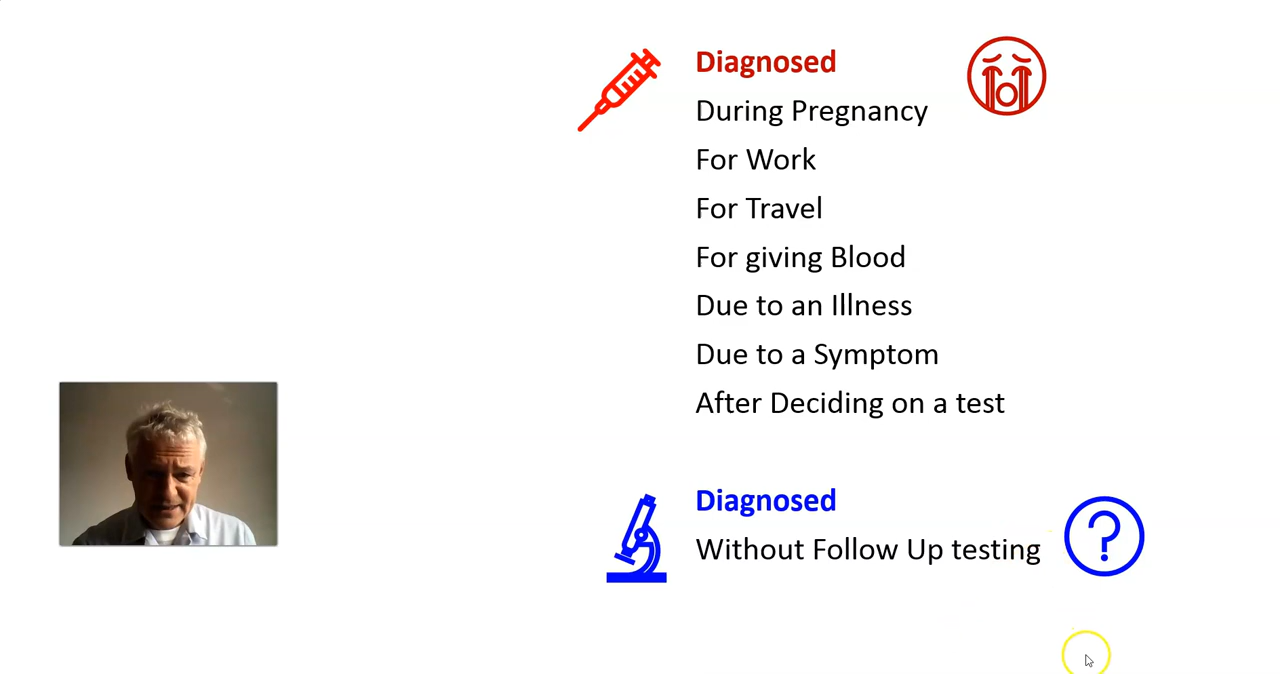 Diagnosed
During Pregnancy
For Work
For Travel
For giving Blood
Due to an Illness
Due to a Symptom
After Deciding on a test
Diagnosed
Without Follow Up testing
?